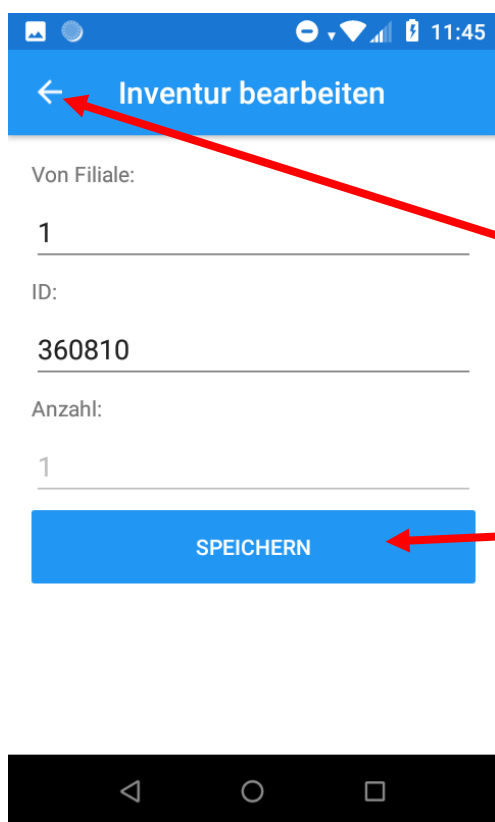 11:45
Inventur bearbeiten
Von Filiale:
1
ID:
360810
Anzahl:
1
SPEICHERN